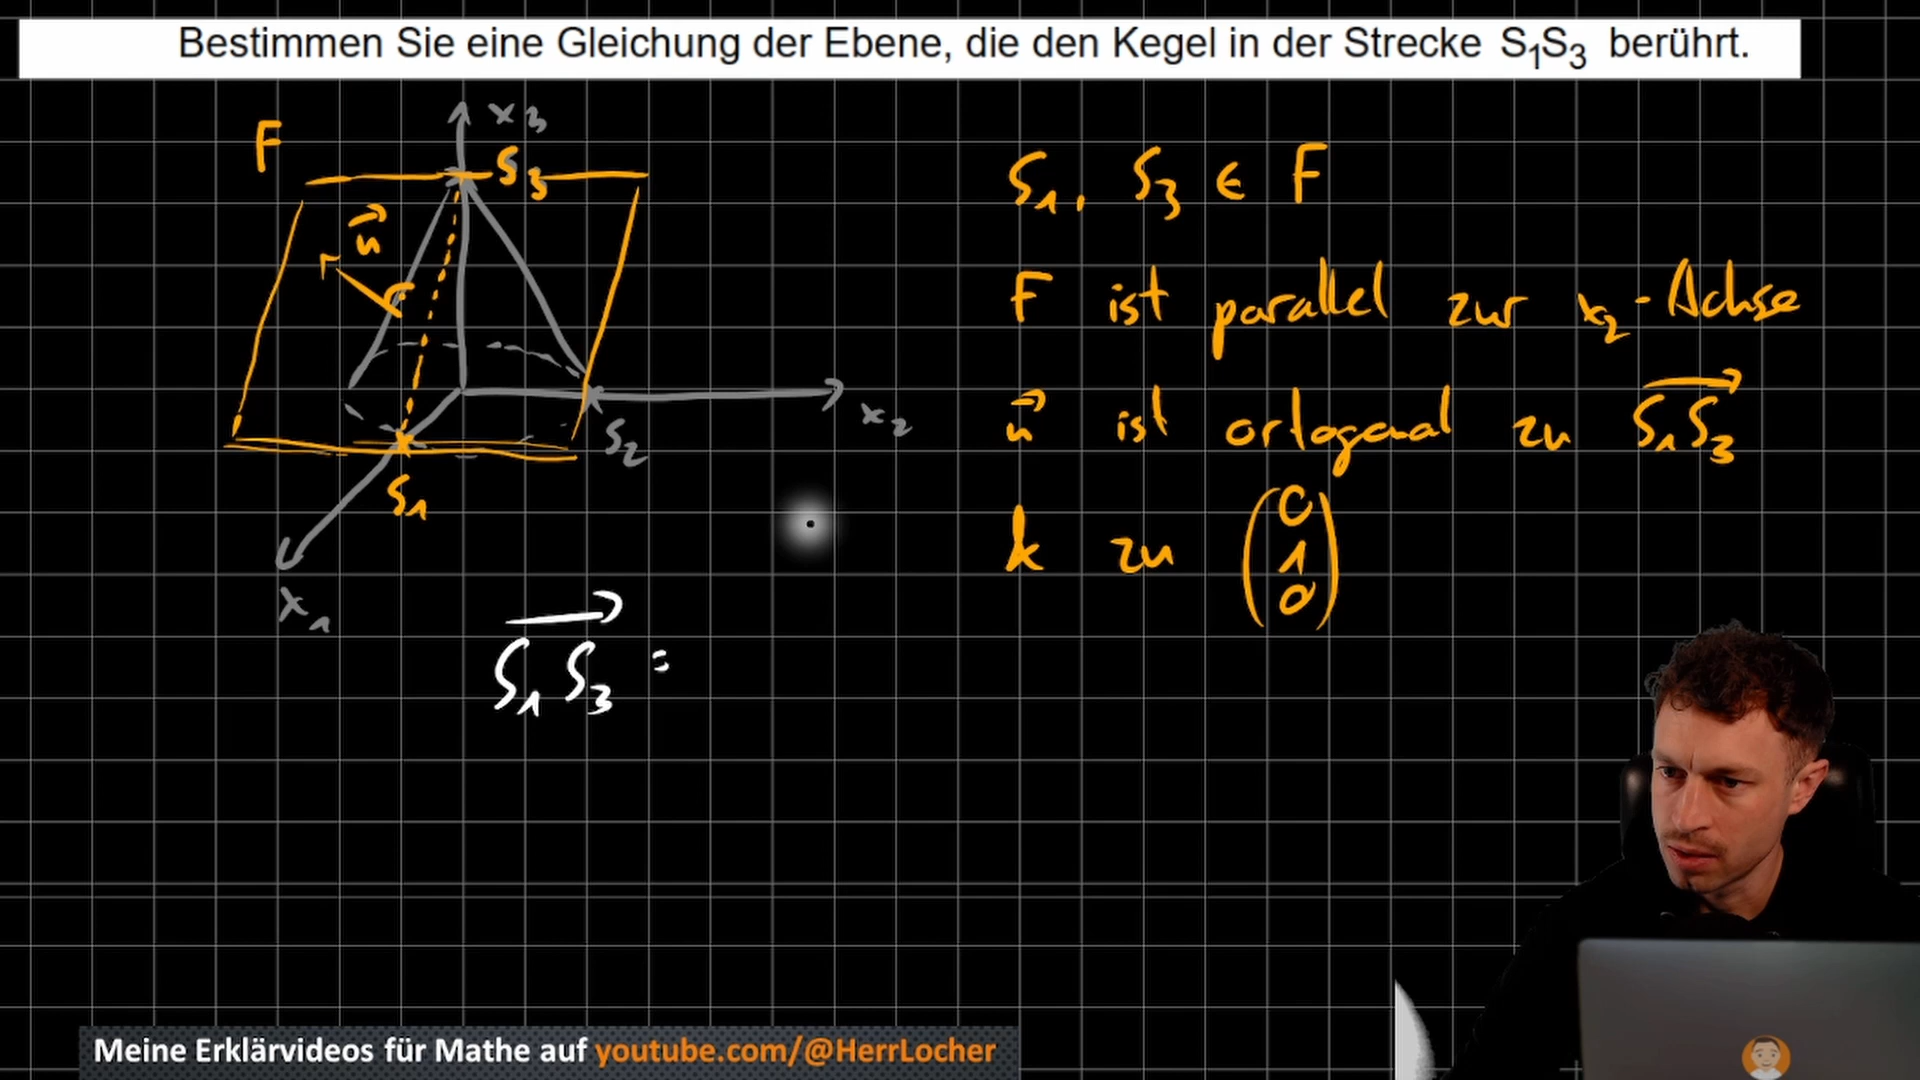 Bestimmen Sie eine Gleichung der Ebene, die den Kegel in der Strecke S₁S₃ berührt.
F
x₃
S₃
n⃗
x₂
S₂
S₁
x₁
S₁, S₃ ∈ F
F ist parallel zur x₂-Achse
n⃗ ist ortogonal zu S₁S₃
k zu (0 1 0)
S₁S₃ =
Meine Erklärvideos für Mathe auf youtube.com/@HerrLocher